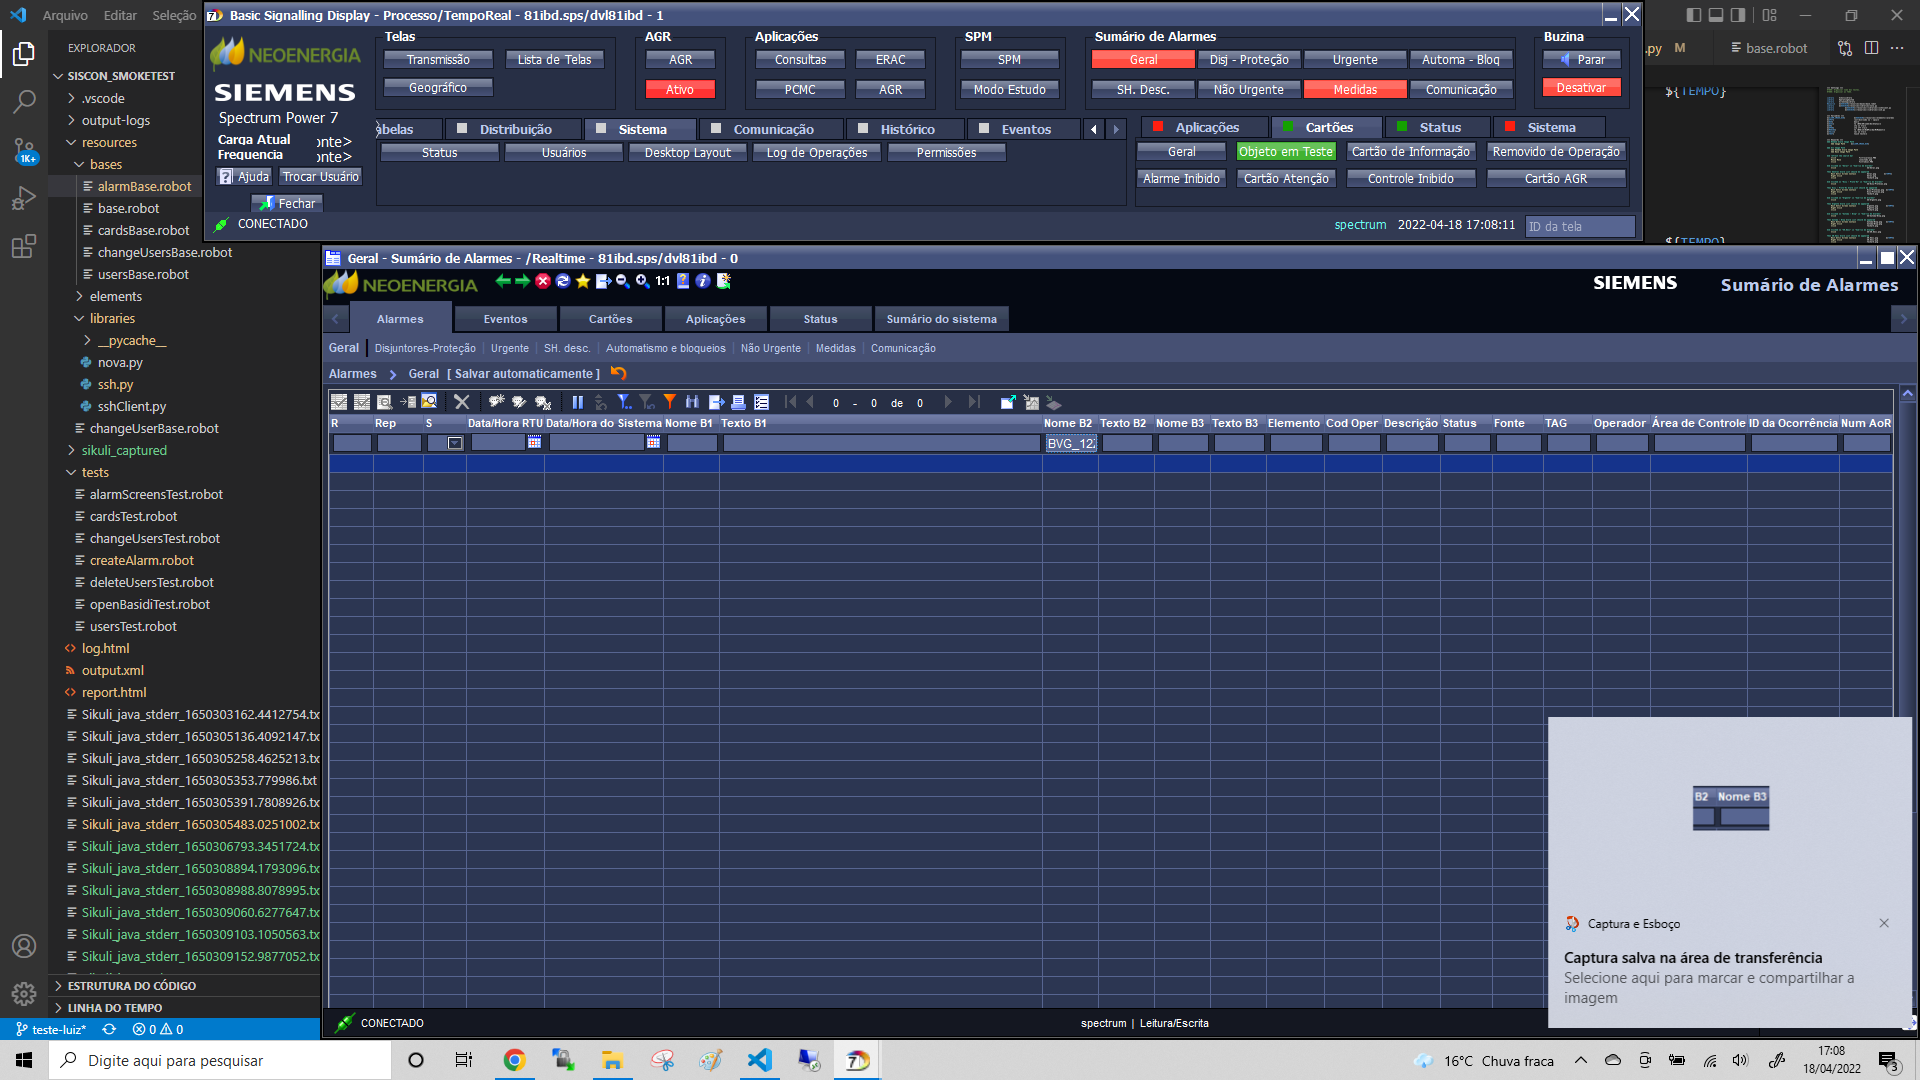 Arquivo Editar Seleção
Basic Signalling Display - Processo/TempoReal - 81ibd.sps/dvl81ibd - 1
NEOENERGIA
SIEMENS
Spectrum Power 7
Carga Atual onte>
Frequencia onte>
Ajuda Trocar Usuário
Fechar
CONECTADO
Telas
Transmissão Lista de Telas
Geográfico
AGR
AGR
Ativo
Aplicações
Consultas ERAC
PCMC AGR
SPM
SPM
Modo Estudo
Sumário de Alarmes
Geral Disj - Proteção Urgente Automa - Bloq
SH. Desc. Não Urgente Medidas Comunicação
Buzina
Parar
Desativar
abelas Distribuição Sistema Comunicação Histórico Eventos
Status Usuários Desktop Layout Log de Operações Permissões
Aplicações Cartões Status Sistema
Geral Objeto em Teste Cartão de Informação Removido de Operação
Alarme Inibido Cartão Atenção Controle Inibido Cartão AGR
spectrum 2022-04-18 17:08:11 ID da tela
.py M base.robot
${TEMPO}
${TEMPO}
EXPLORADOR
SISCON_SMOKETEST
.vscode
output-logs
resources
bases
alarmBase.robot
base.robot
cardsBase.robot
changeUsersBase.robot
usersBase.robot
elements
libraries
__pycache__
nova.py
ssh.py
sshClient.py
changeUserBase.robot
sikuli_captured
tests
alarmScreensTest.robot
cardsTest.robot
changeUsersTest.robot
createAlarm.robot
deleteUsersTest.robot
openBasidiTest.robot
usersTest.robot
log.html
output.xml
report.html
Sikuli_java_stderr_1650303162.4412754.tx
Sikuli_java_stderr_1650305136.4092147.tx
Sikuli_java_stderr_1650305258.4625213.tx
Sikuli_java_stderr_1650305353.779986.txt
Sikuli_java_stderr_1650305391.7808926.tx
Sikuli_java_stderr_1650305483.0251002.tx
Sikuli_java_stderr_1650306793.3451724.tx
Sikuli_java_stderr_1650308894.1793096.tx
Sikuli_java_stderr_1650308988.8078995.tx
Sikuli_java_stderr_1650309060.6277647.tx
Sikuli_java_stderr_1650309103.1050563.tx
Sikuli_java_stderr_1650309152.9877052.tx
ESTRUTURA DO CÓDIGO
LINHA DO TEMPO
1K+
teste-luiz* 0 0
Geral - Sumário de Alarmes - /Realtime - 81ibd.sps/dvl81ibd - 0
NEOENERGIA 1:1 SIEMENS Sumário de Alarmes
Alarmes Eventos Cartões Aplicações Status Sumário do sistema
Geral Disjuntores-Proteção Urgente SH. desc. Automatismo e bloqueios Não Urgente Medidas Comunicação
Alarmes > Geral [ Salvar automaticamente ]
0 - 0 de 0
R Rep S Data/Hora RTU Data/Hora do Sistema Nome B1 Texto B1 Nome B2 Texto B2 Nome B3 Texto B3 Elemento Cod Oper Descrição Status Fonte TAG Operador Área de Controle ID da Ocorrência Num AoR
BVG_12
CONECTADO spectrum | Leitura/Escrita
B2 Nome B3
Captura e Esboço
Captura salva na área de transferência
Selecione aqui para marcar e compartilhar a imagem
Digite aqui para pesquisar
16°C Chuva fraca
17:08
18/04/2022
3